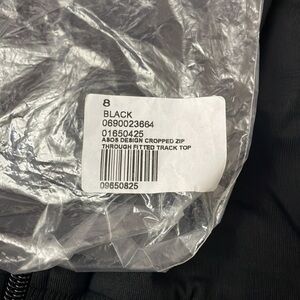 8
BLACK
0690023664
01650425
ASOS DESIGN CROPPED ZIP
THROUGH FITTED TRACK TOP
09650825